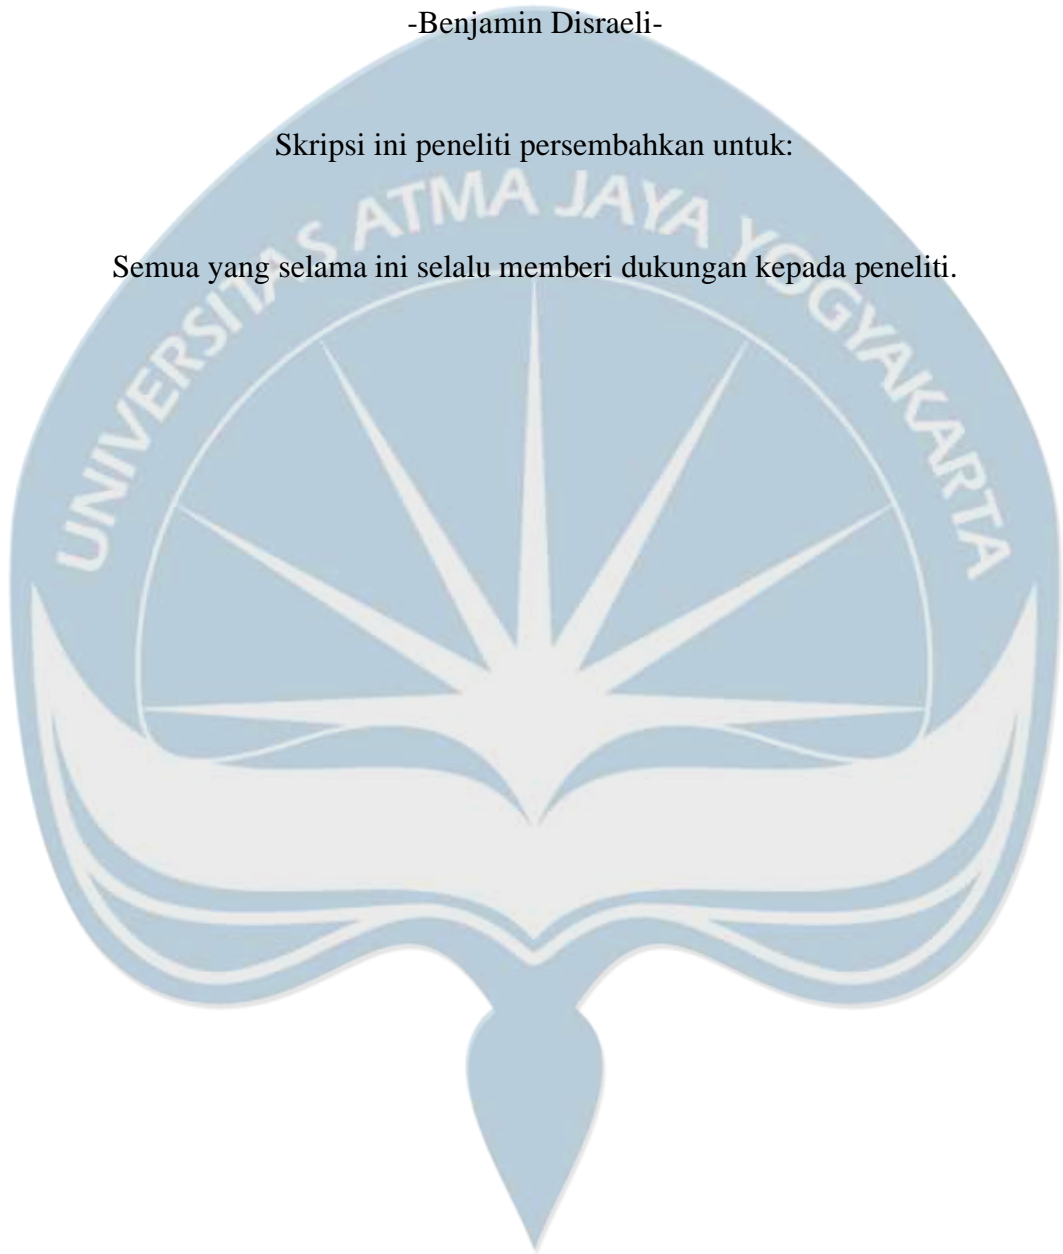 -Benjamin Disraeli-
Skripsi ini peneliti persembahkan untuk:
UNIVERSITAS ATMA JAYA YOGYAKARTA
Semua yang selama ini selalu memberi dukungan kepada peneliti.